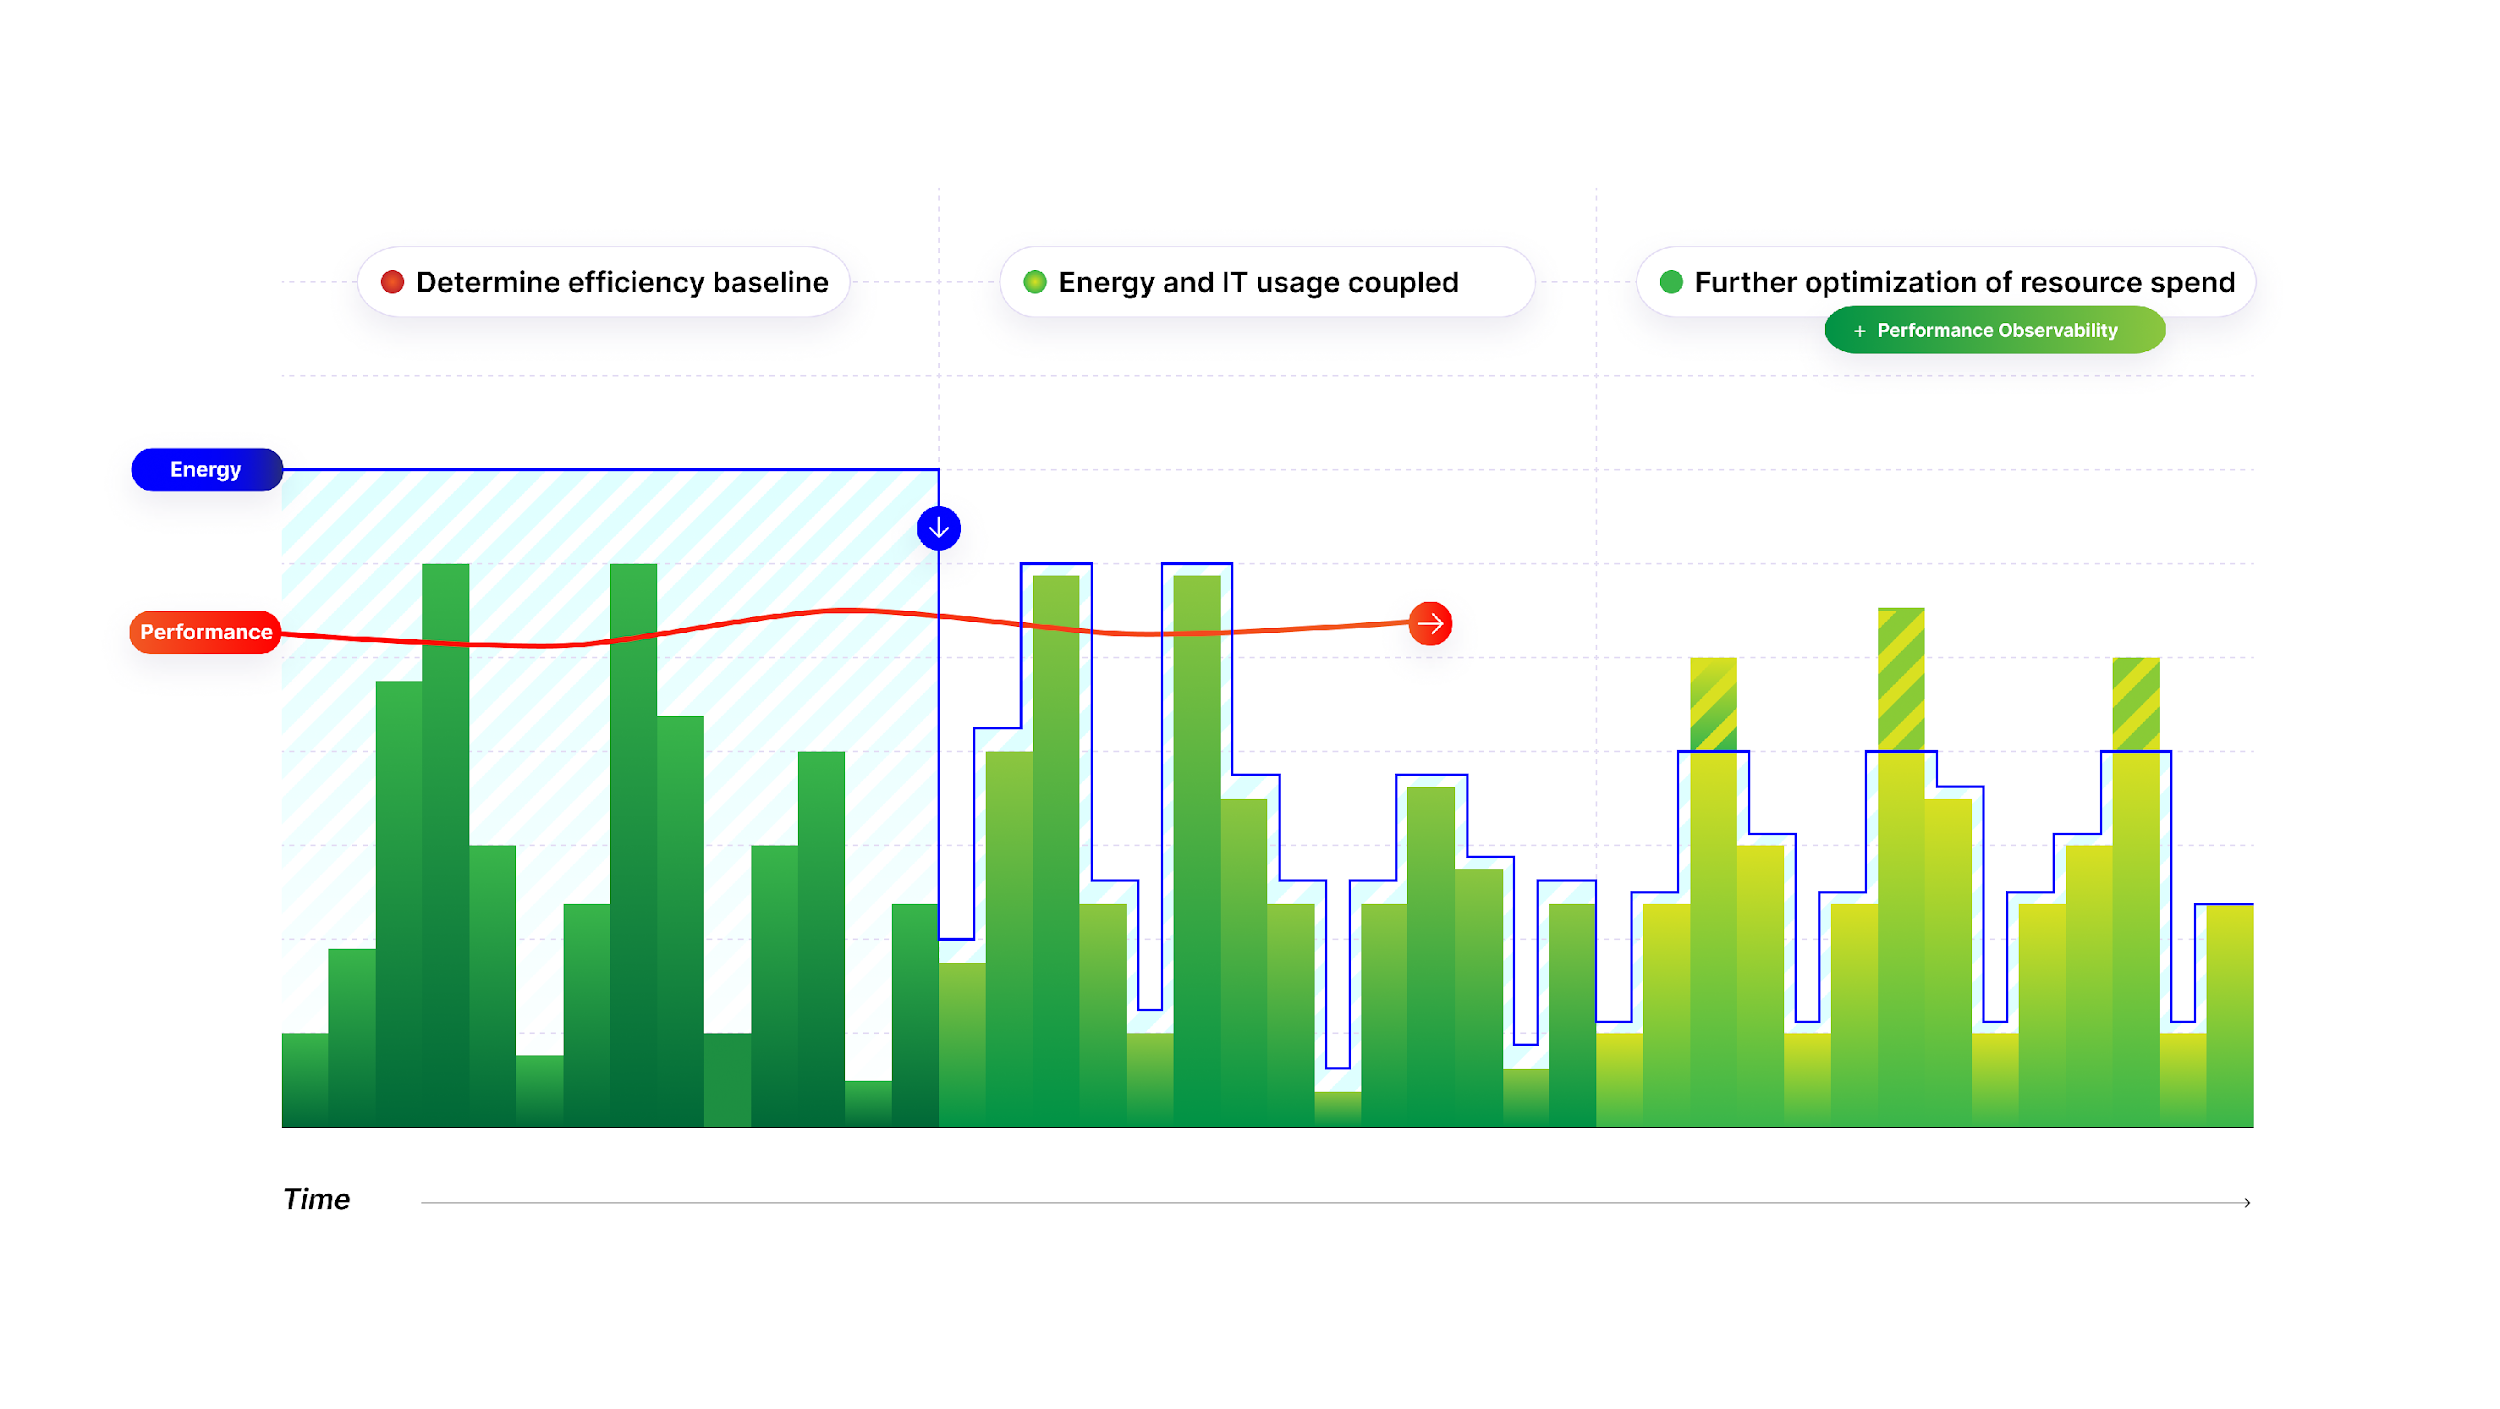 Determine efficiency baseline
Energy and IT usage coupled
Further optimization of resource spend
+ Performance Observability
Energy
Performance
Time